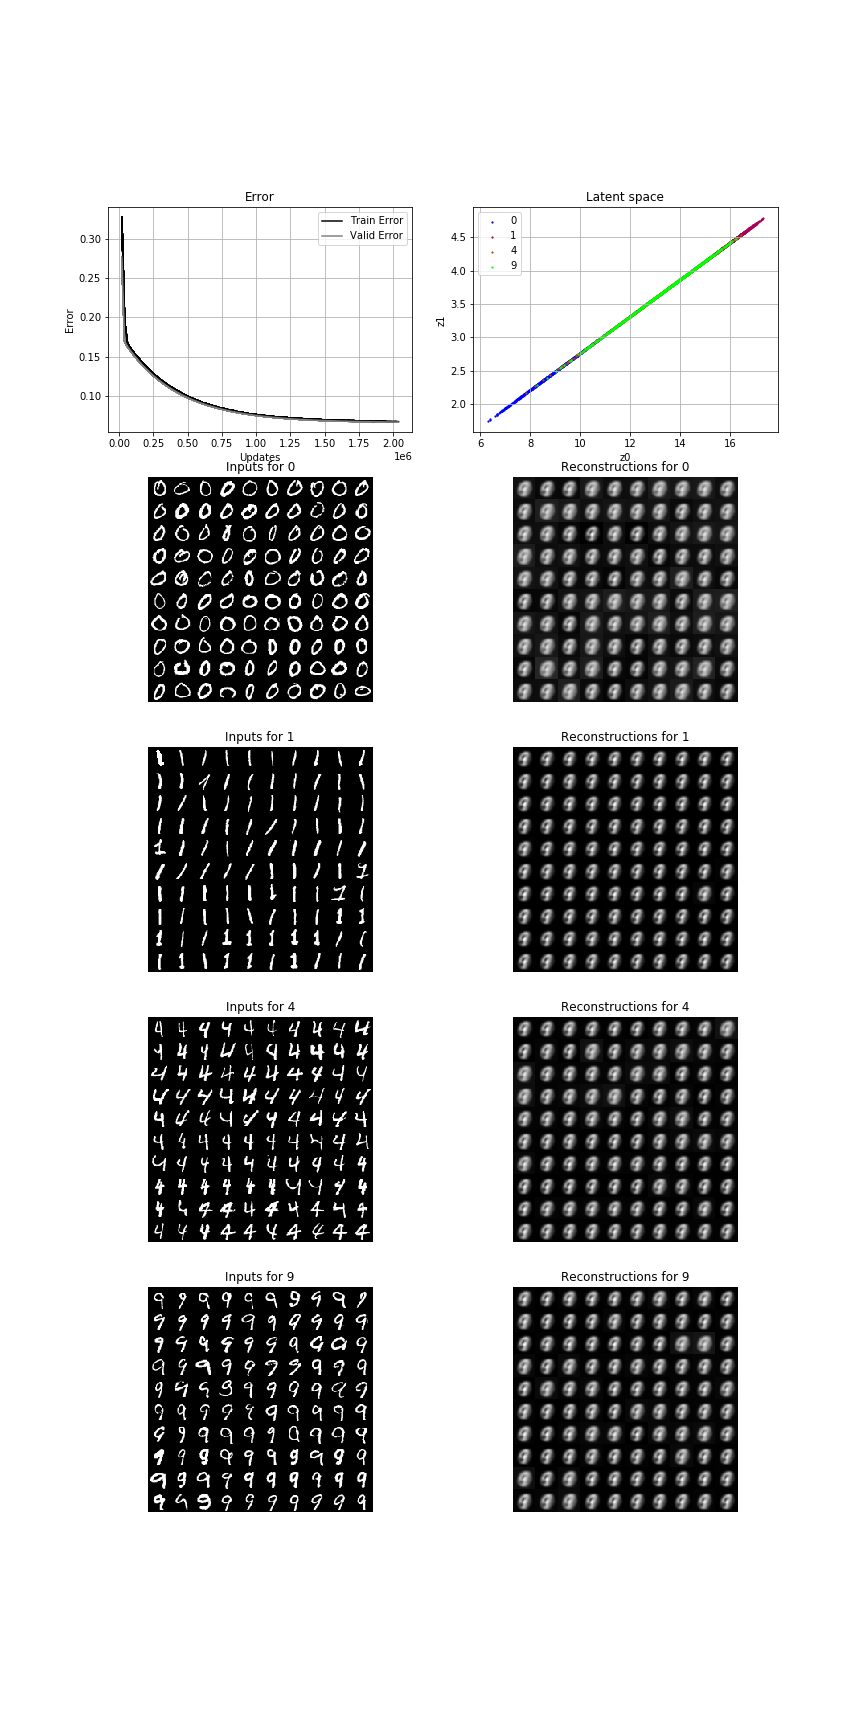 Error
Train Error
Valid Error
Error
0.30
0.25
0.20
0.15
0.10
0.00 0.25 0.50 0.75 1.00 1.25 1.50 1.75 2.00
1e6
Updates
Latent space
0
1
4
9
z1
4.5
4.0
3.5
3.0
2.5
2.0
6 8 10 12 14 16
z0
Inputs for 0
Reconstructions for 0
Inputs for 1
Reconstructions for 1
Inputs for 4
Reconstructions for 4
Inputs for 9
Reconstructions for 9